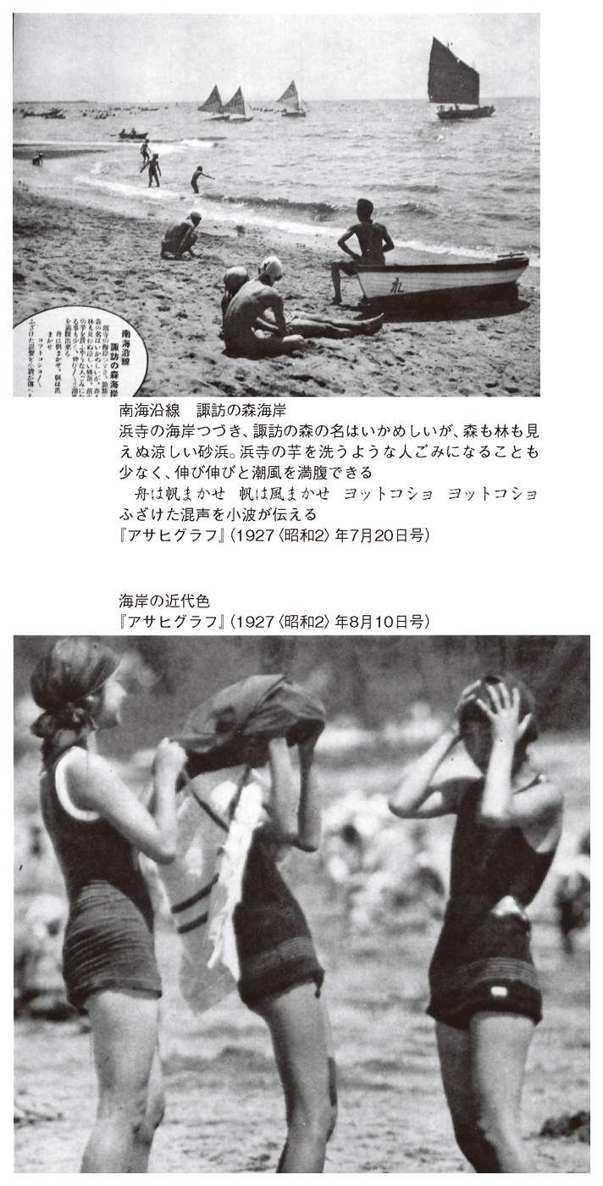 南海沿線
諏訪の森海岸
南海沿線　諏訪の森海岸
浜寺の海岸つづき、諏訪の森の名はいかめしいが、森も林も見
えぬ涼しい砂浜。浜寺の芋を洗うような人ごみになることも
少なく、伸び伸びと潮風を満腹できる
　舟は帆まかせ　帆は風まかせ　ヨットコショ　ヨットコショ
ふざけた混声を小波が伝える
『アサヒグラフ』（1927〈昭和2〉年7月20日号）
海岸の近代色
『アサヒグラフ』（1927〈昭和2〉年8月10日号）